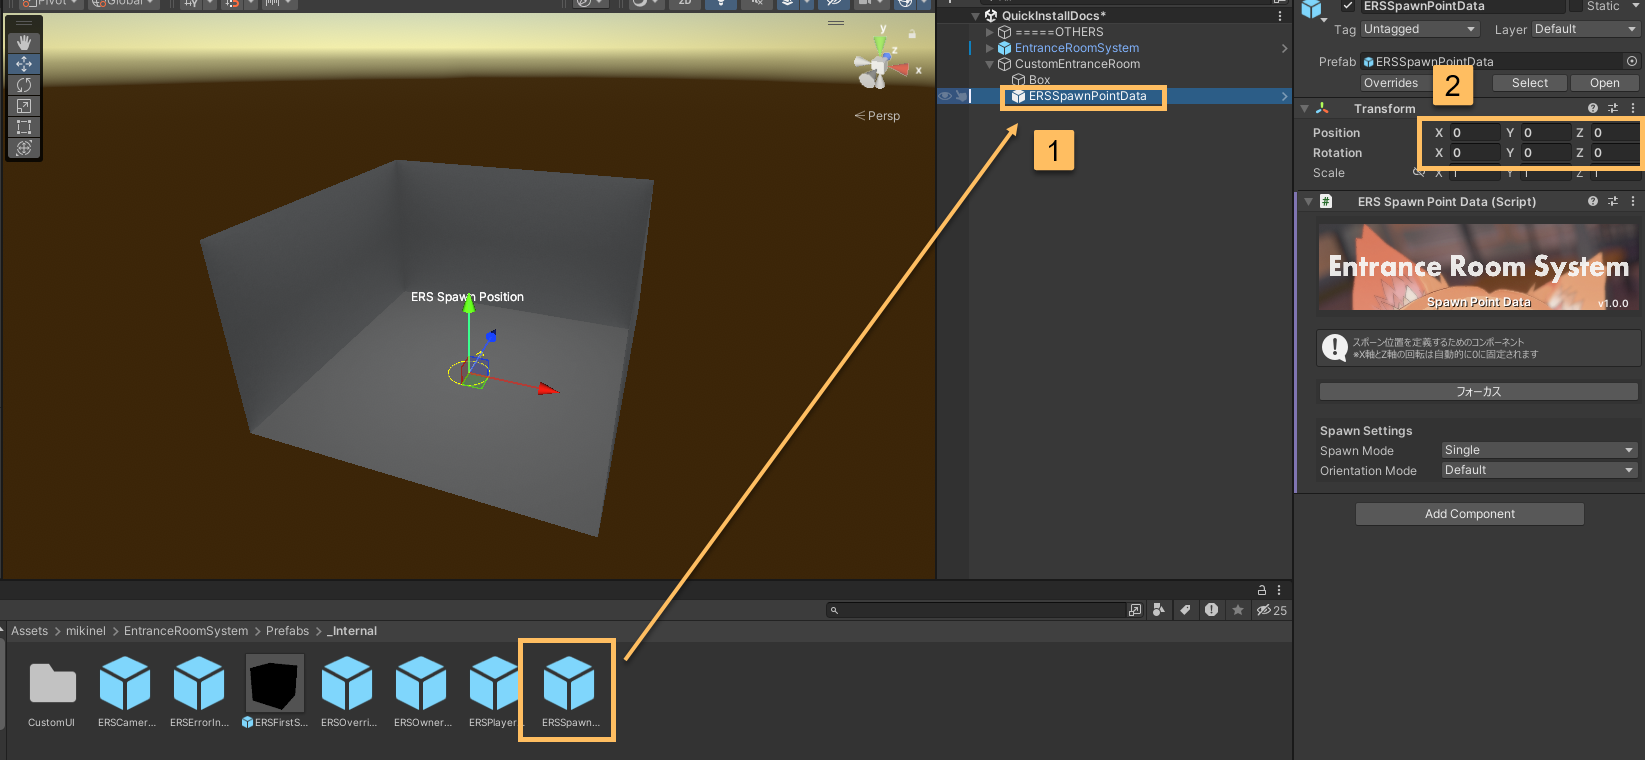 Pivot
Global
2D
QuickInstallDocs*
=====OTHERS
EntranceRoomSystem
CustomEntranceRoom
Box
ERSSpawnPointData
y
z
x
Persp
1
ERS Spawn Position
ERSSpawnPointData
Static
Tag
Untagged
Layer
Default
Prefab
ERSSpawnPointData
Overrides
Select
Open
2
Transform
Position X 0 Y 0 Z 0
Rotation X 0 Y 0 Z 0
Scale X 1 Y 1 Z 1
# ERS Spawn Point Data (Script)
Entrance Room System
Spawn Point Data
v1.0.0
スポーン位置を定義するためのコンポーネント
※X軸とZ軸の回転は自動的に0に固定されます
フォーカス
Spawn Settings
Spawn Mode Single
Orientation Mode Default
Add Component
25
Assets > mikinel > EntranceRoomSystem > Prefabs > _Internal
CustomUI
ERSCamer...
ERSErrorIn...
ERSFirstS...
ERSOverri...
ERSOwner...
ERSPlayer
ERSSpawn...